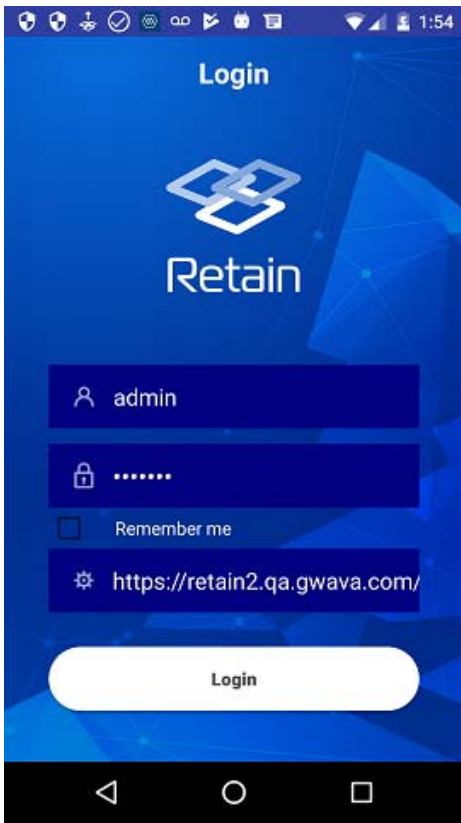 1:54
Login
Retain
admin
•••••••
Remember me
https://retain2.qa.gwava.com/
Login